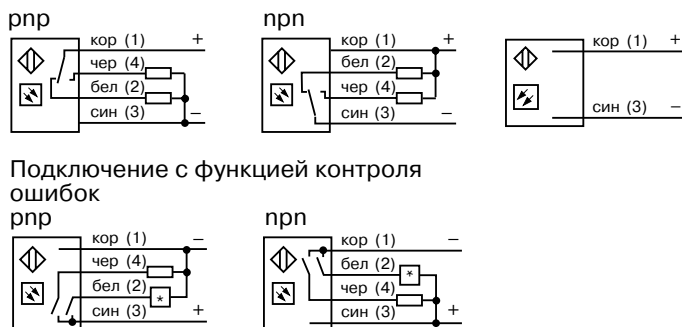 pnp
кор (1) +
чер (4)
бел (2)
син (3) –
npn
кор (1) +
бел (2)
чер (4)
син (3) –
кор (1) +
син (3) –
Подключение с функцией контроля
ошибок
pnp
кор (1) –
чер (4)
бел (2)
*
син (3) +
npn
кор (1) –
бел (2)
*
чер (4)
син (3) +